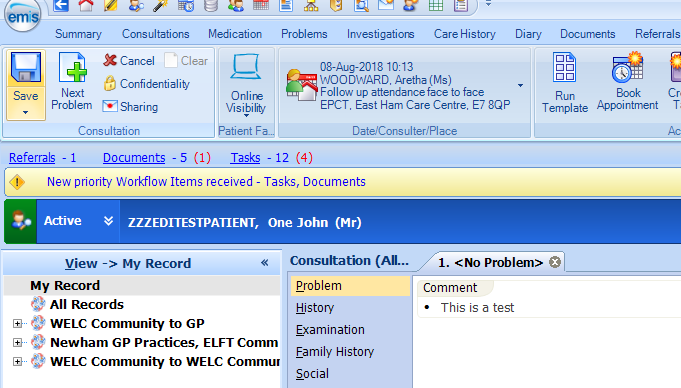 emis
Summary Consultations Medication Problems Investigations Care History Diary Documents Referrals
Save
Next Problem
Cancel
Clear
Confidentiality
Sharing
Consultation
Online Visibility
Patient Fa...
08-Aug-2018 10:13
WOODWARD, Aretha (Ms)
Follow up attendance face to face
EPCT, East Ham Care Centre, E7 8QP
Date/Consulter/Place
Run Template
Book Appointment
Referrals - 1 Documents - 5 (1) Tasks - 12 (4)
New priority Workflow Items received - Tasks, Documents
Active ZZZEDITESTPATIENT, One John (Mr)
View -> My Record «
My Record
All Records
WELC Community to GP
Newham GP Practices, ELFT Comm
WELC Community to WELC Commun
Consultation (All...
Problem
History
Examination
Family History
Social
1. <No Problem>
Comment
• This is a test